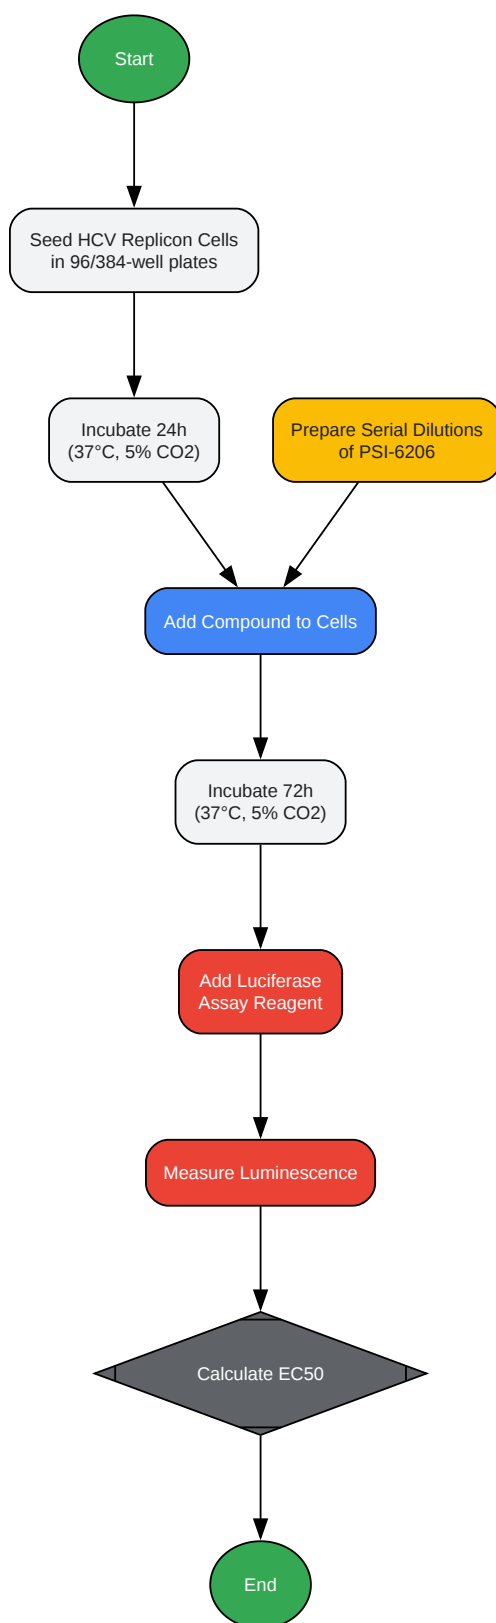 Start
Seed HCV Replicon Cells
in 96/384-well plates
Incubate 24h
(37°C, 5% CO2)
Prepare Serial Dilutions
of PSI-6206
Add Compound to Cells
Incubate 72h
(37°C, 5% CO2)
Add Luciferase
Assay Reagent
Measure Luminescence
Calculate EC50
End